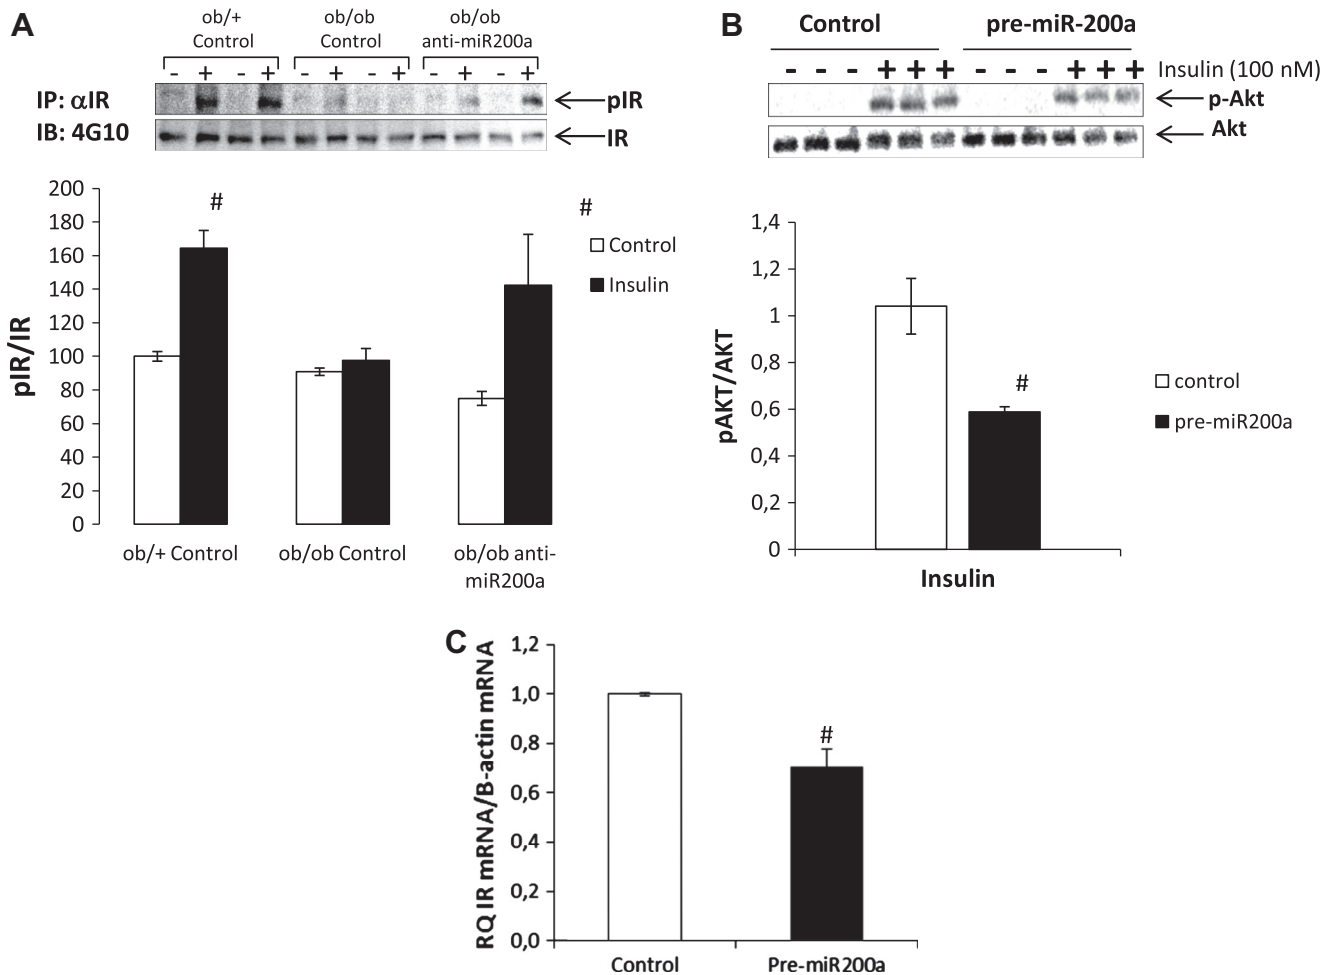 A
ob/+
Control
ob/ob
Control
ob/ob
anti-miR200a
- + - + - + - + - + - +
IP: αIR
pIR
IB: 4G10
IR
200
180
160
140
120
100
80
60
40
20
0
pIR/IR
#
#
Control
Insulin
ob/+ Control
ob/ob Control
ob/ob anti-
miR200a
B
Control
pre-miR-200a
- - - + + + - - - + + + Insulin (100 nM)
p-Akt
Akt
1,4
1,2
1
0,8
0,6
0,4
0,2
0
pAKT/AKT
#
control
pre-miR200a
Insulin
C
1,2
1,0
0,8
0,6
0,4
0,2
0,0
RQ IR mRNA/B-actin mRNA
#
Control
Pre-miR200a